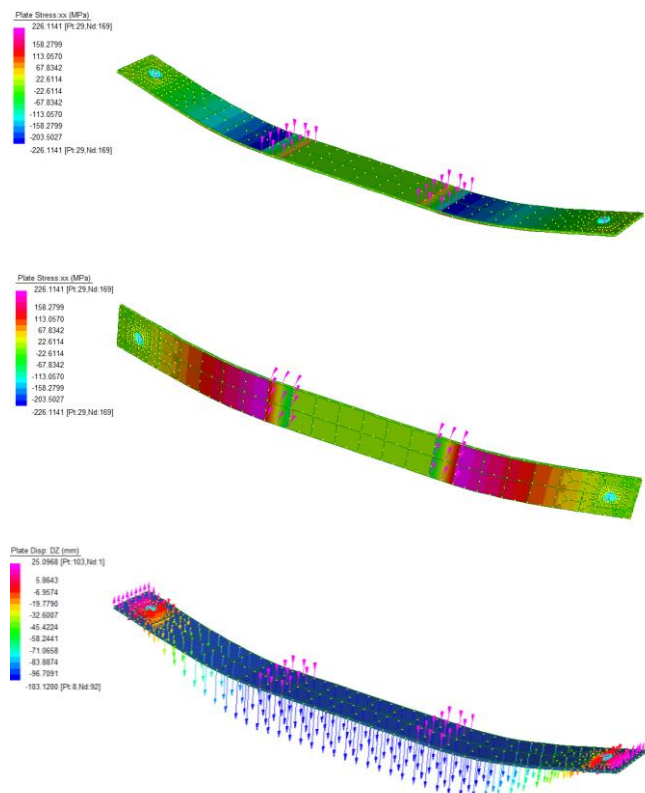 Plate Stress:xx (MPa)
226.1141 [Pt:29,Nd:169]
158.2799
113.0570
67.8342
22.6114
-67.8342
-113.0570
-158.2799
-203.5027
-226.1141 [Pt:29,Nd:169]
Plate Stress:xx (MPa)
226.1141 [Pt:29,Nd:169]
158.2799
113.0570
67.8342
22.6114
-67.8342
-113.0570
-158.2799
-203.5027
-226.1141 [Pt:29,Nd:169]
Plate Disp: DZ (mm)
25.0968 [Pt:103,Nd:1]
5.8643
-6.9574
-19.7790
-32.6007
-45.4224
-58.2441
-71.0658
-83.8874
-96.7091
-103.1200 [Pt:8,Nd:92]